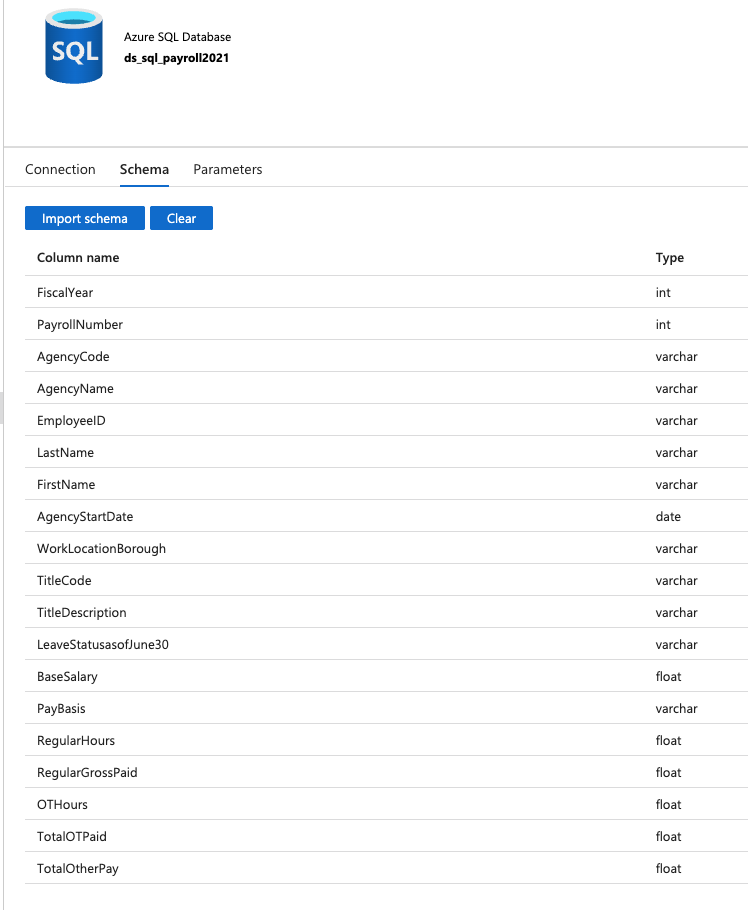 SQL
Azure SQL Database
ds_sql_payroll2021
Connection Schema Parameters
Import schema Clear
Column name Type
FiscalYear int
PayrollNumber int
AgencyCode varchar
AgencyName varchar
EmployeeID varchar
LastName varchar
FirstName varchar
AgencyStartDate date
WorkLocationBorough varchar
TitleCode varchar
TitleDescription varchar
LeaveStatusasofJune30 varchar
BaseSalary float
PayBasis varchar
RegularHours float
RegularGrossPaid float
OTHours float
TotalOTPaid float
TotalOtherPay float